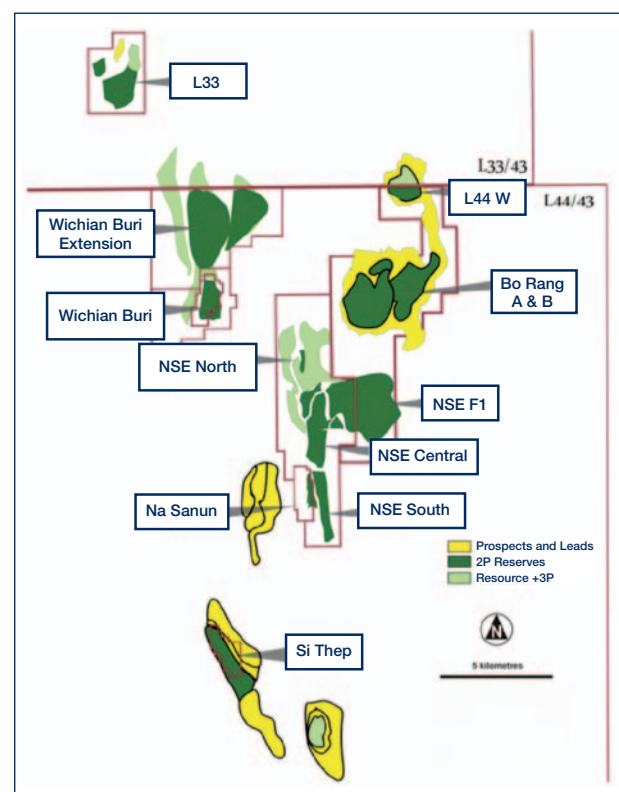 L33
L33/43
L44 W
L44/43
Wichian Buri
Extension
Bo Rang
A & B
Wichian Buri
NSE North
NSE F1
NSE Central
Na Sanun
NSE South
Prospects and Leads
2P Reserves
Resource +3P
N
Si Thep
5 kilometres